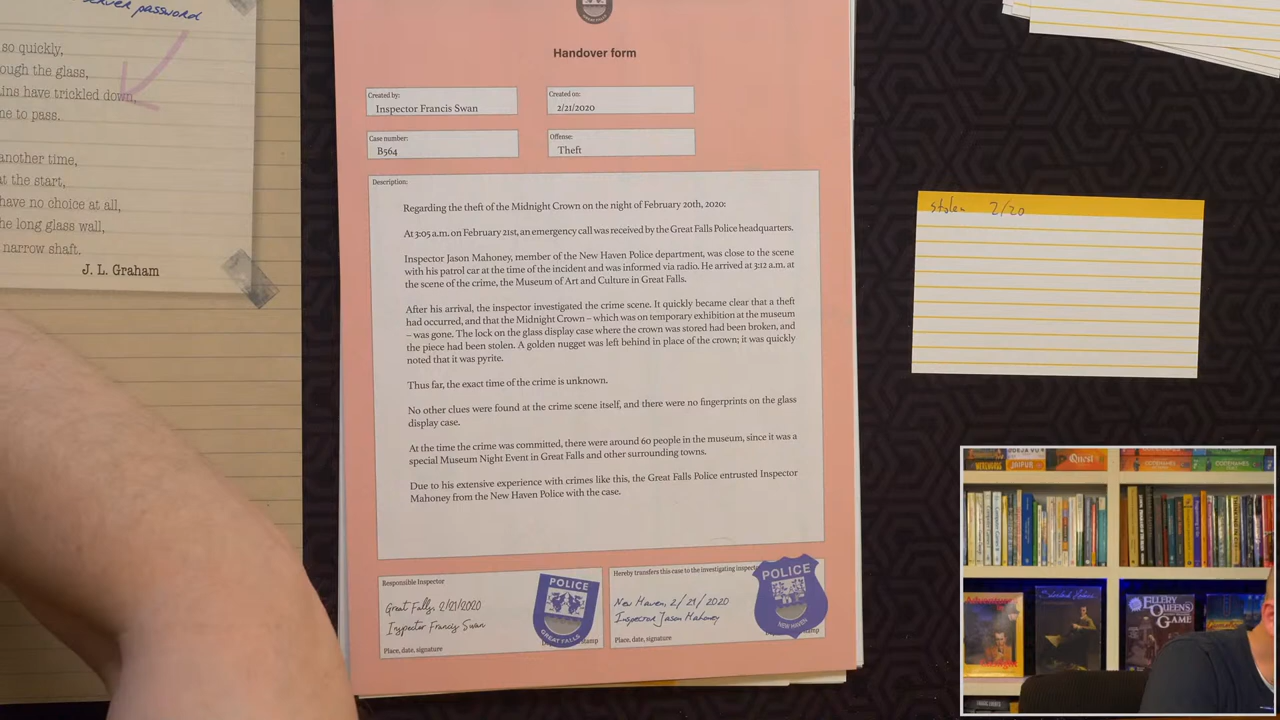 server password
so quickly,
ough the glass,
ins have trickled down,
me to pass.
another time,
at the start,
have no choice at all,
he long glass wall,
narrow shaft.
J. L. Graham
GREAT FALLS
Handover form
Created by:
Inspector Francis Swan
Created on:
2/21/2020
Case number:
B564
Offense:
Theft
Description:
Regarding the theft of the Midnight Crown on the night of February 20th, 2020:
At 3:05 a.m. on February 21st, an emergency call was received by the Great Falls Police headquarters.
Inspector Jason Mahoney, member of the New Haven Police department, was close to the scene
with his patrol car at the time of the incident and was informed via radio. He arrived at 3:12 a.m. at
the scene of the crime, the Museum of Art and Culture in Great Falls.
After his arrival, the inspector investigated the crime scene. It quickly became clear that a theft
had occurred, and that the Midnight Crown – which was on temporary exhibition at the museum
– was gone. The lock on the glass display case where the crown was stored had been broken, and
the piece had been stolen. A golden nugget was left behind in place of the crown; it was quickly
noted that it was pyrite.
Thus far, the exact time of the crime is unknown.
No other clues were found at the crime scene itself, and there were no fingerprints on the glass
display case.
At the time the crime was committed, there were around 60 people in the museum, since it was a
special Museum Night Event in Great Falls and other surrounding towns.
Due to his extensive experience with crimes like this, the Great Falls Police entrusted Inspector
Mahoney from the New Haven Police with the case.
Responsible Inspector
Great Falls, 2/21/2020
Inspector Francis Swan
Place, date, signature
POLICE
GREAT FALLS
stamp
Hereby transfers this case to the investigating inspect
New Haven, 2/21/2020
Inspector Jason Mahoney
Place, date, signature
POLICE
NEW HAVEN
stamp
stolen 2/20
JAIPUR
Quest
CODENAMES
CODENAMES
ELLERY
QUEEN'S
GAME